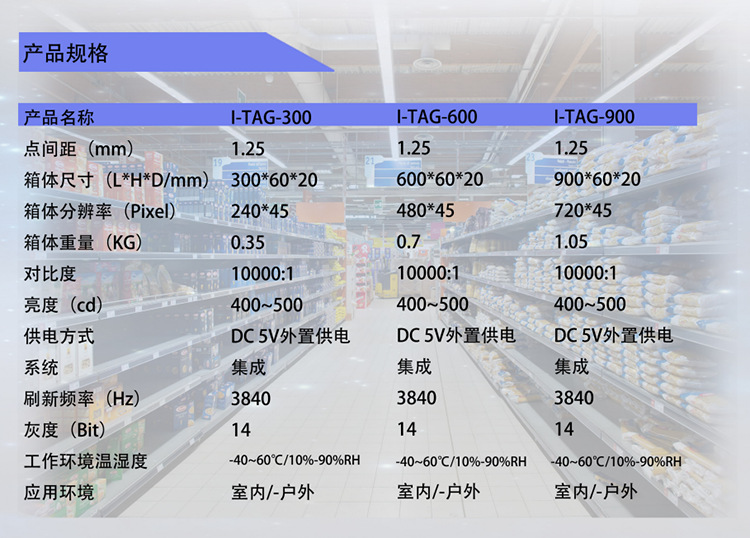 产品规格
产品名称 I-TAG-300 I-TAG-600 I-TAG-900
点间距（mm） 1.25 1.25 1.25
箱体尺寸（L*H*D/mm） 300*60*20 600*60*20 900*60*20
箱体分辨率（Pixel） 240*45 480*45 720*45
箱体重量（KG） 0.35 0.7 1.05
对比度 10000:1 10000:1 10000:1
亮度（cd） 400~500 400~500 400~500
供电方式 DC 5V外置供电 DC 5V外置供电 DC 5V外置供电
系统 集成 集成 集成
刷新频率（Hz） 3840 3840 3840
灰度（Bit） 14 14 14
工作环境温湿度 -40~60℃/10%-90%RH -40~60℃/10%-90%RH -40~60℃/10%-90%RH
应用环境 室内/-户外 室内/-户外 室内/-户外